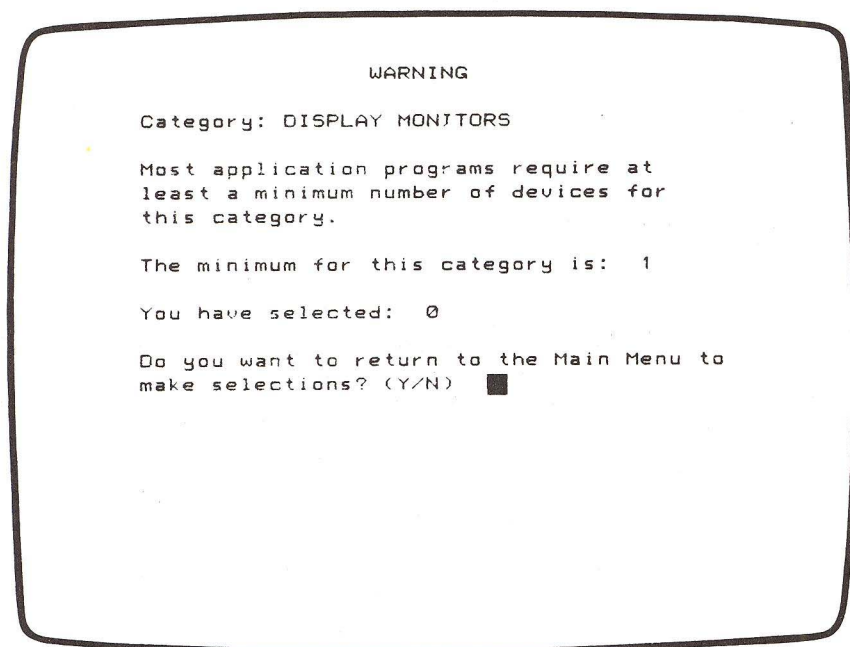 WARNING
Category: DISPLAY MONITORS
Most application programs require at
least a minimum number of devices for
this category.
The minimum for this category is: 1
You have selected: 0
Do you want to return to the Main Menu to
make selections? (Y/N)